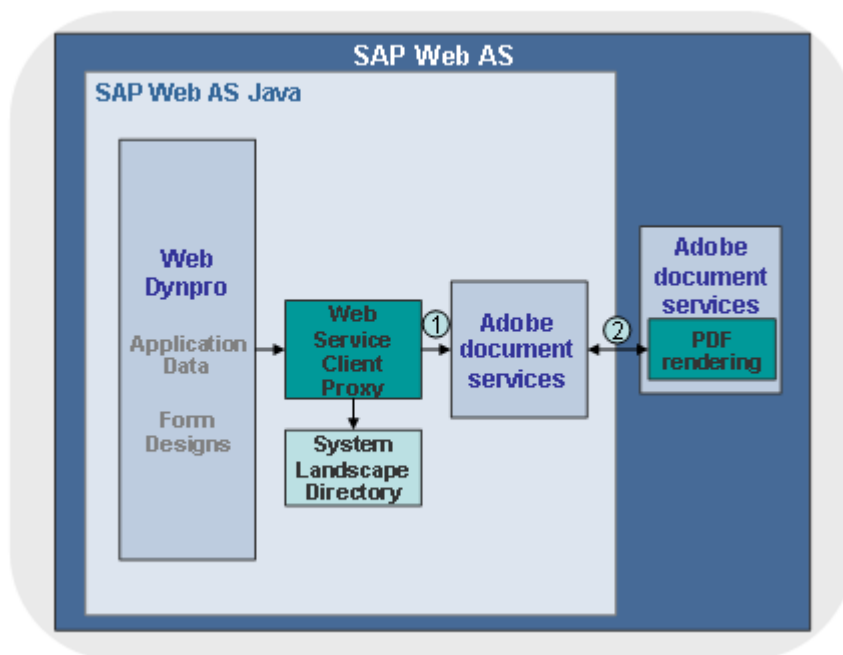 SAP Web AS
SAP Web AS Java
Web
Dynpro
Application
Data
Form
Designs
Web
Service
Client
Proxy
System
Landscape
Directory
1
Adobe
document
services
2
Adobe
document
services
PDF
rendering